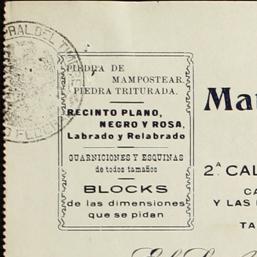 PIEDRA DE
MAMPOSTEAR.
PIEDRA TRITURADA.
RECINTO PLANO,
NEGRO Y ROSA,
Labrado y Relabrado
GUARNICIONES Y ESQUINAS
de todos tamaños
BLOCKS
de las dimensiones
que se pidan
Ma
2.ª CAL
CA
Y LAS
TA